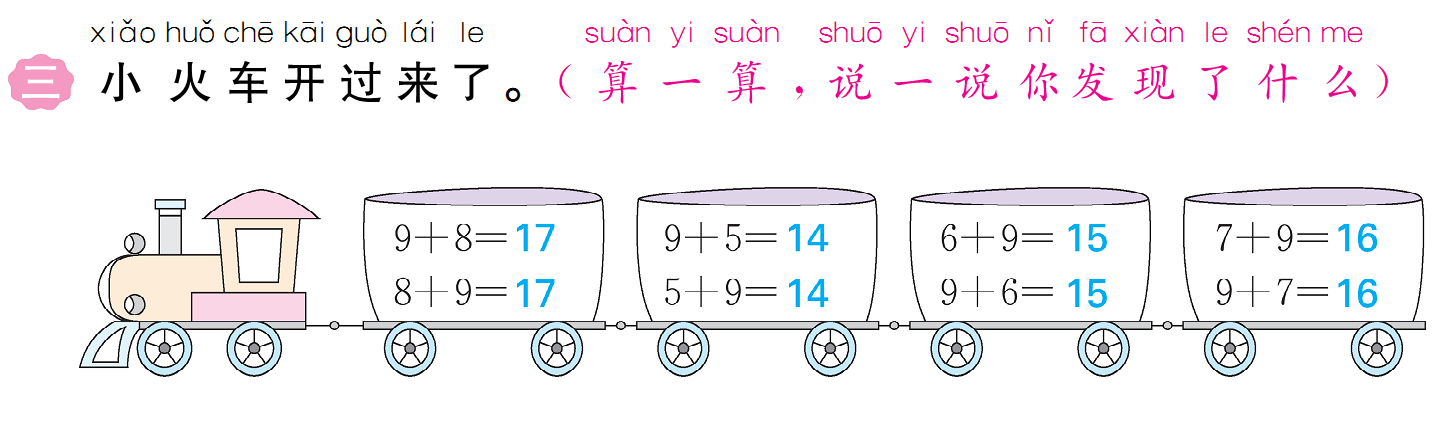 xiǎo huǒ chē kāi guò lái le suàn yi suàn shuō yi shuō nǐ fā xiàn le shén me
三 小火车开过来了。（算一算，说一说你发现了什么）
9+8=17 9+5=14 6+9=15 7+9=16
8+9=17 5+9=14 9+6=15 9+7=16